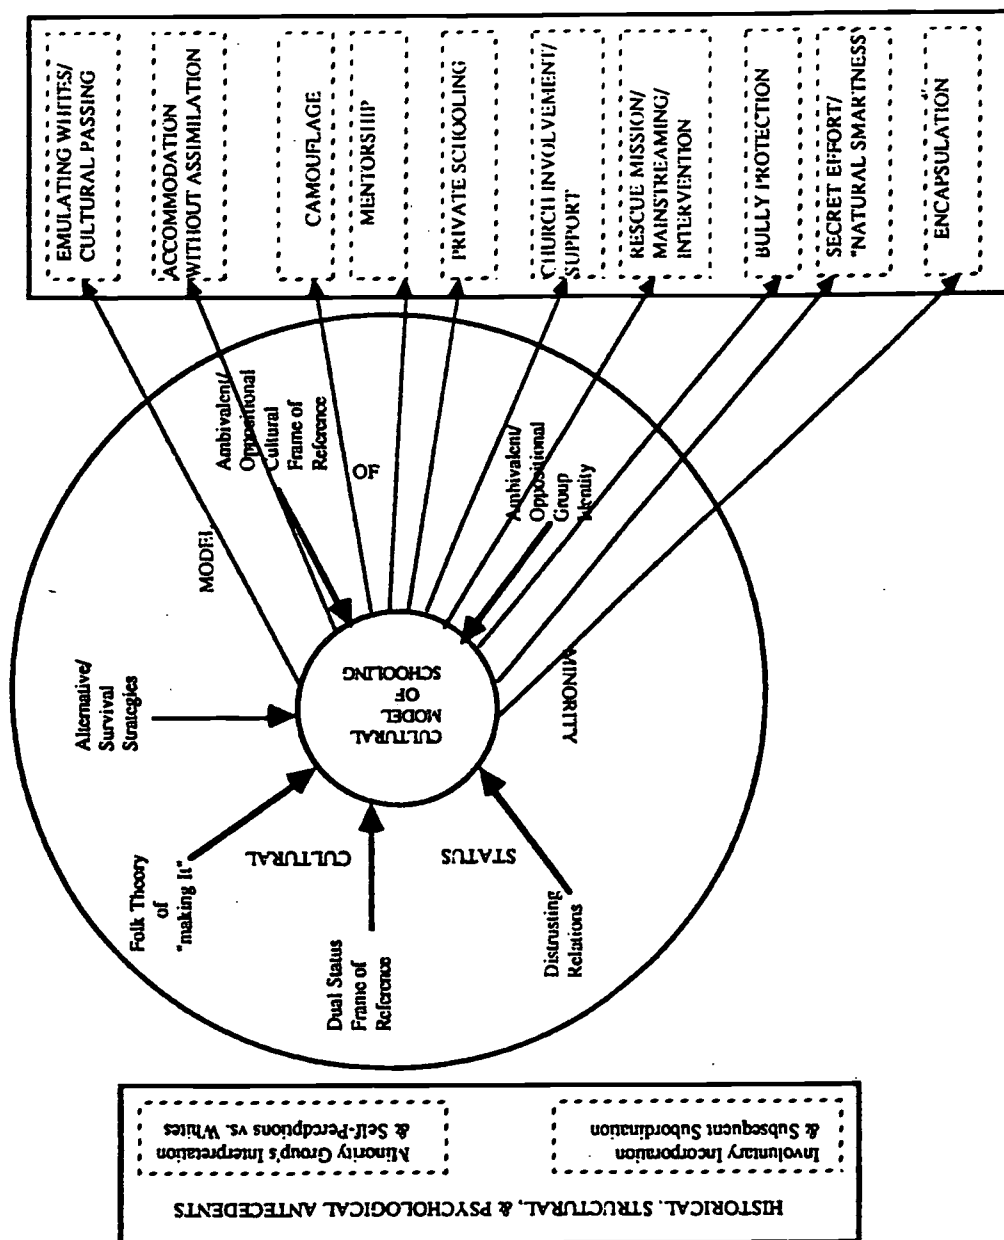 EMULATING WHITES/
CULTURAL PASSING
ACCOMMODATION
WITHOUT ASSIMILATION
CAMOUFLAGE
MENTORSHIP
PRIVATE SCHOOLING
CHURCH INVOLVEMENT/
SUPPORT
RESCUE MISSION/
MAINSTREAMING/
INTERVENTION
BULLY PROTECTION
SECRET EFFORT/
"NATURAL SMARTNESS
ENCAPSULATION
MODEL
Ambivalent/
Oppositional
Cultural
Frame of
Reference
OF
Ambivalent/
Oppositional
Group
Identity
Alternative/
Survival
Strategies
CULTURAL
MODEL
OF
SCHOOLING
MINORITY
Folk Theory
of
"making It"
CULTURAL
STATUS
Dual Status
Frame of
Reference
Distrusting
Relations
Minority Group's Interpretation
& Self-Perceptions vs. Whites
Involuntary Incorporation
& Subsequent Subordination
HISTORICAL, STRUCTURAL, & PSYCHOLOGICAL ANTECEDENTS